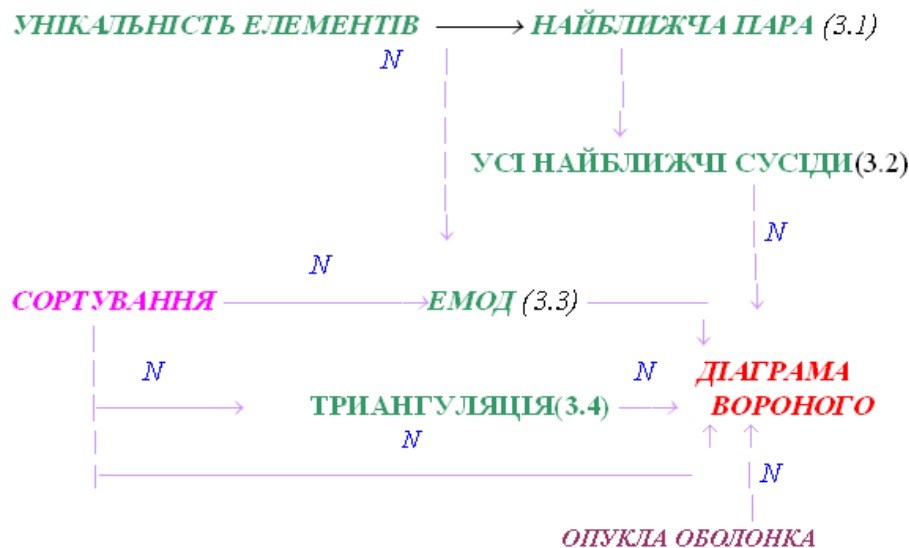 УНІКАЛЬНІСТЬ ЕЛЕМЕНТІВ НАЙБЛИЖЧА ПАРА (3.1)
N
УСІ НАЙБЛИЖЧІ СУСІДИ(3.2)
N
N
СОРТУВАННЯ ЕМОД (3.3)
N N ДІАГРАМА
ТРИАНГУЛЯЦІЯ(3.4) ВОРОНОГО
N
N
ОПУКЛА ОБОЛОНКА